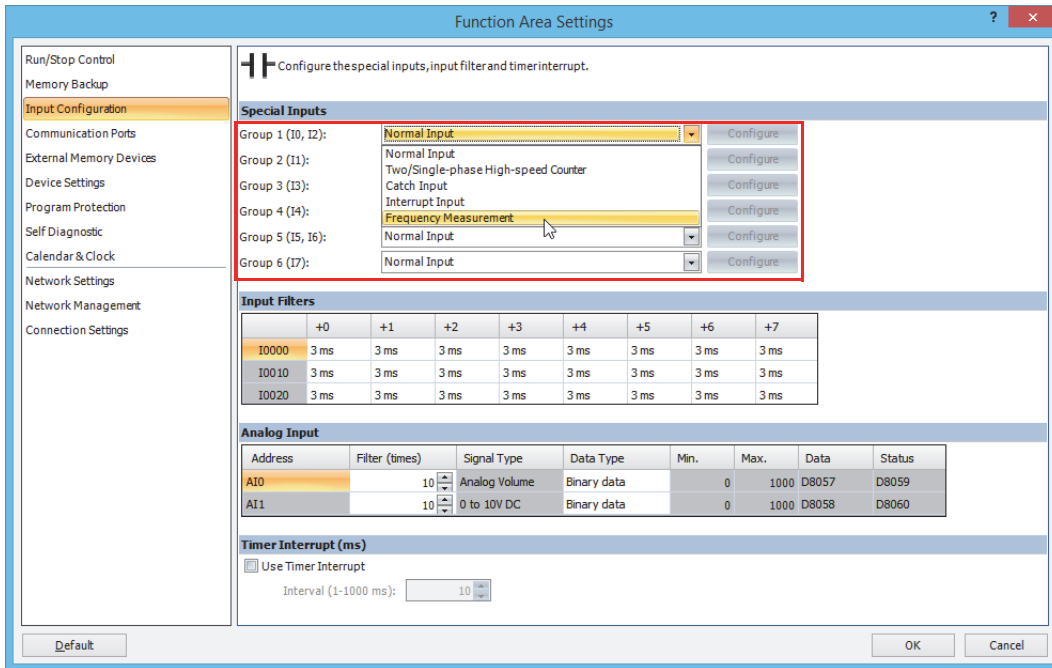 Function Area Settings
?
×
Run/Stop Control
Memory Backup
Input Configuration
Communication Ports
External Memory Devices
Device Settings
Program Protection
Self Diagnostic
Calendar & Clock
Network Settings
Network Management
Connection Settings
Configure the special inputs, input filter and timer interrupt.
Special Inputs
Group 1 (I0, I2): Normal Input Configure
Group 2 (I1): Configure
Group 3 (I3): Configure
Group 4 (I4): Configure
Normal Input
Two/Single-phase High-speed Counter
Catch Input
Interrupt Input
Frequency Measurement
Group 5 (I5, I6): Normal Input Configure
Group 6 (I7): Normal Input Configure
Input Filters
+0 +1 +2 +3 +4 +5 +6 +7
I0000 3 ms 3 ms 3 ms 3 ms 3 ms 3 ms 3 ms 3 ms
I0010 3 ms 3 ms 3 ms 3 ms 3 ms 3 ms 3 ms 3 ms
I0020 3 ms 3 ms 3 ms 3 ms 3 ms 3 ms 3 ms 3 ms
Analog Input
Address Filter (times) Signal Type Data Type Min. Max. Data Status
AI0 10 Analog Volume Binary data 0 1000 D8057 D8059
AI1 10 0 to 10V DC Binary data 0 1000 D8058 D8060
Timer Interrupt (ms)
Use Timer Interrupt
Interval (1-1000 ms): 10
Default
OK
Cancel